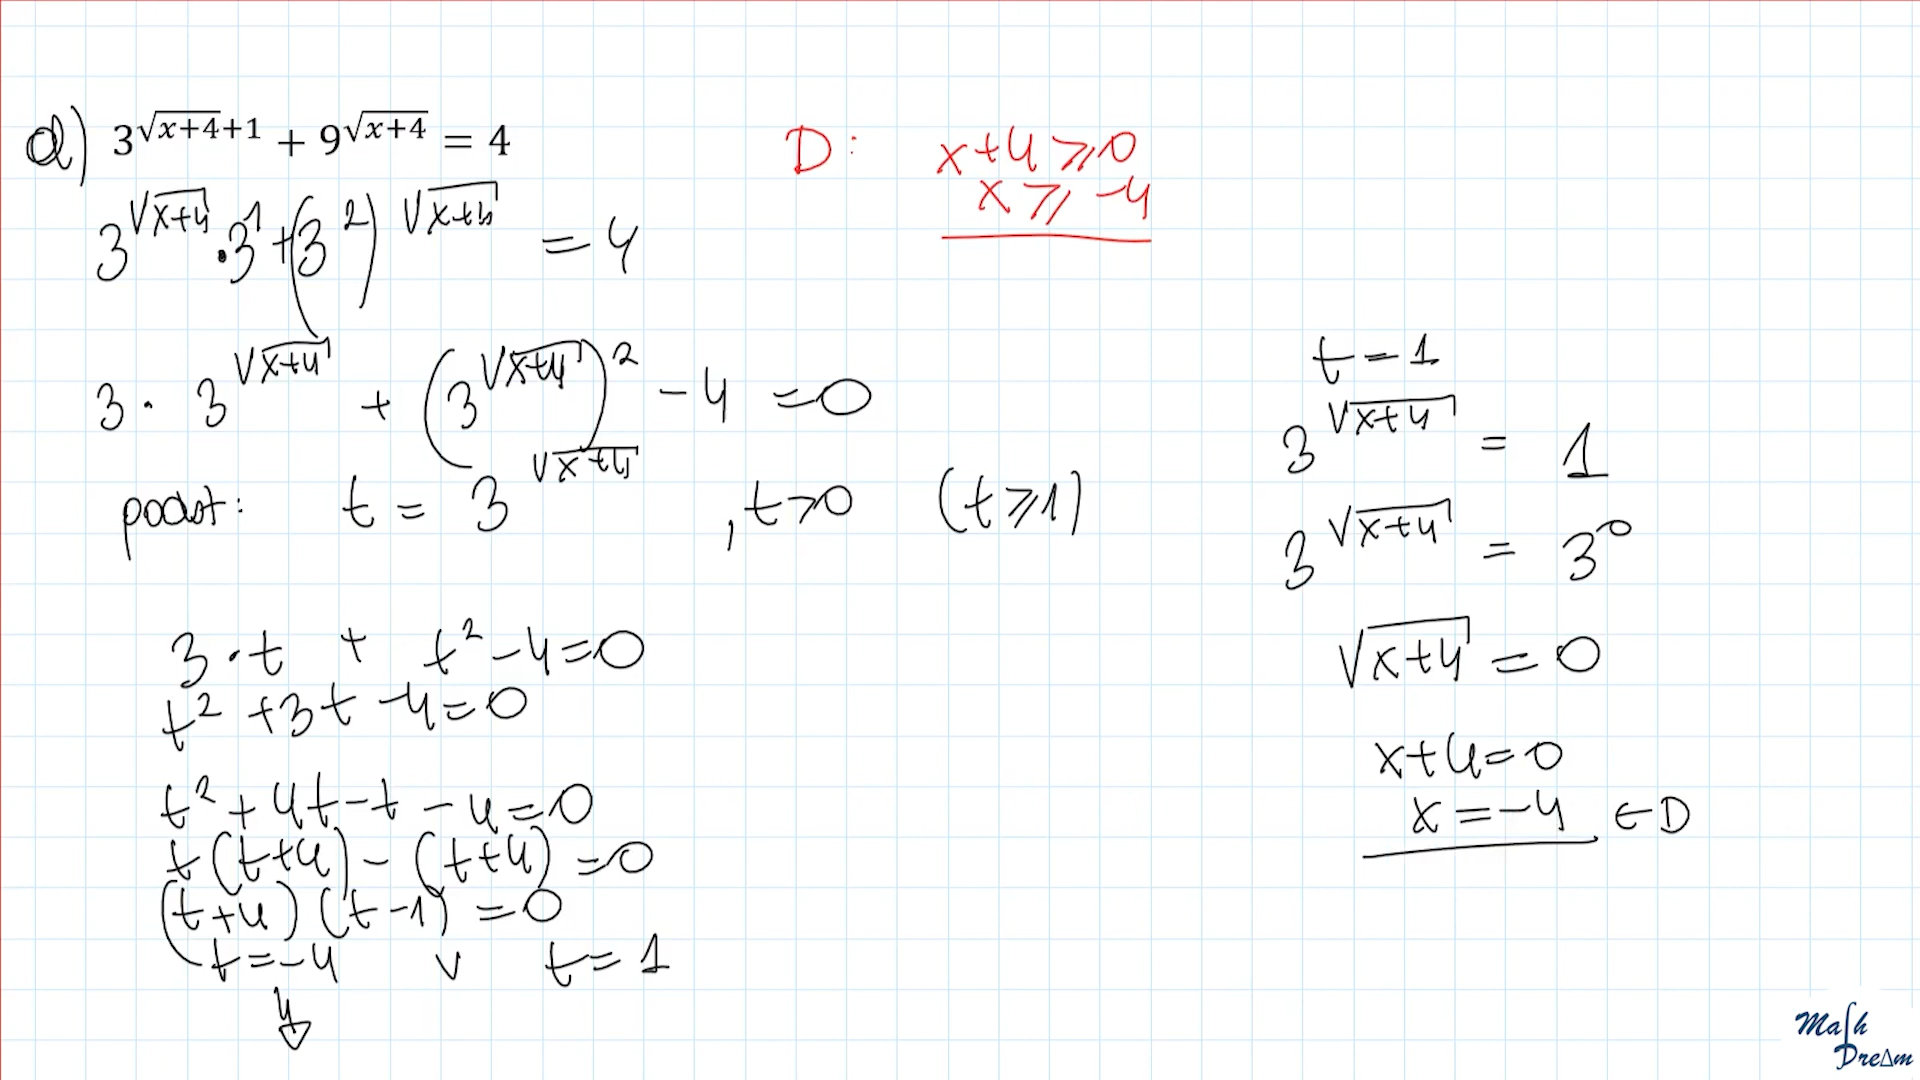 d) 3^{√(x+4)+1} + 9^{√(x+4)} = 4
D: x+4 ⩾ 0
x ⩾ -4
3^{√(x+4)} · 3^1 + (3^2)^{√(x+4)} = 4
3 · 3^{√(x+4)} + (3^{√(x+4)})^2 - 4 = 0
podst: t = 3^{√(x+4)} , t>0 (t⩾1)
3 · t + t^2 - 4 = 0
t^2 + 3t - 4 = 0
t^2 + 4t - t - 4 = 0
t(t+4) - (t+4) = 0
(t+4)(t-1) = 0
t = -4 v t = 1
t = 1
3^{√(x+4)} = 1
3^{√(x+4)} = 3^0
√(x+4) = 0
x+4 = 0
x = -4 ∈ D
Math
Dre∆m